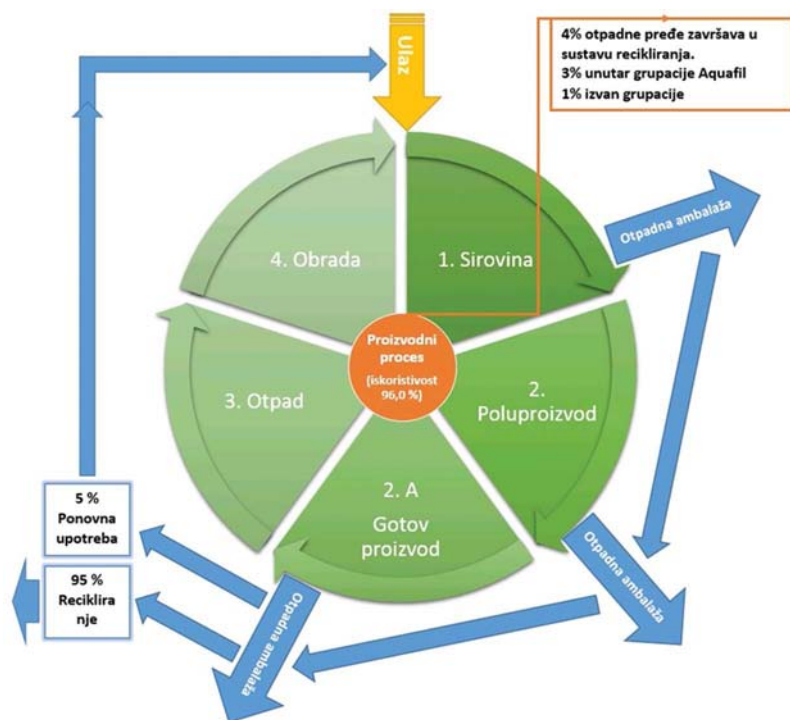 Ulaz
4% otpadne pređe završava u
sustavu recikliranja.
3% unutar grupacije Aquafil
1% izvan grupacije
Otpadna ambalaža
4. Obrada
1. Sirovina
Proizvodni
proces
(iskoristivost
96,0 %)
3. Otpad
2.
Poluproizvod
2. A
Gotov
proizvod
5 %
Ponovna
upotreba
95 %
Reciklira
nje
Otpadna ambalaža
Otpadna ambalaža